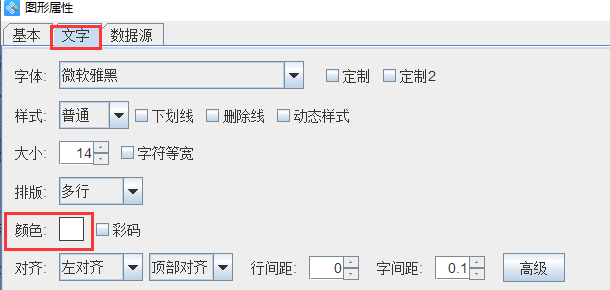 图形属性
基本 文字 数据源
字体: 微软雅黑 定制 定制2
样式: 普通 下划线 删除线 动态样式
大小: 14 字符等宽
排版: 多行
颜色: 彩码
对齐: 左对齐 顶部对齐 行间距: 0 字间距: 0.1 高级